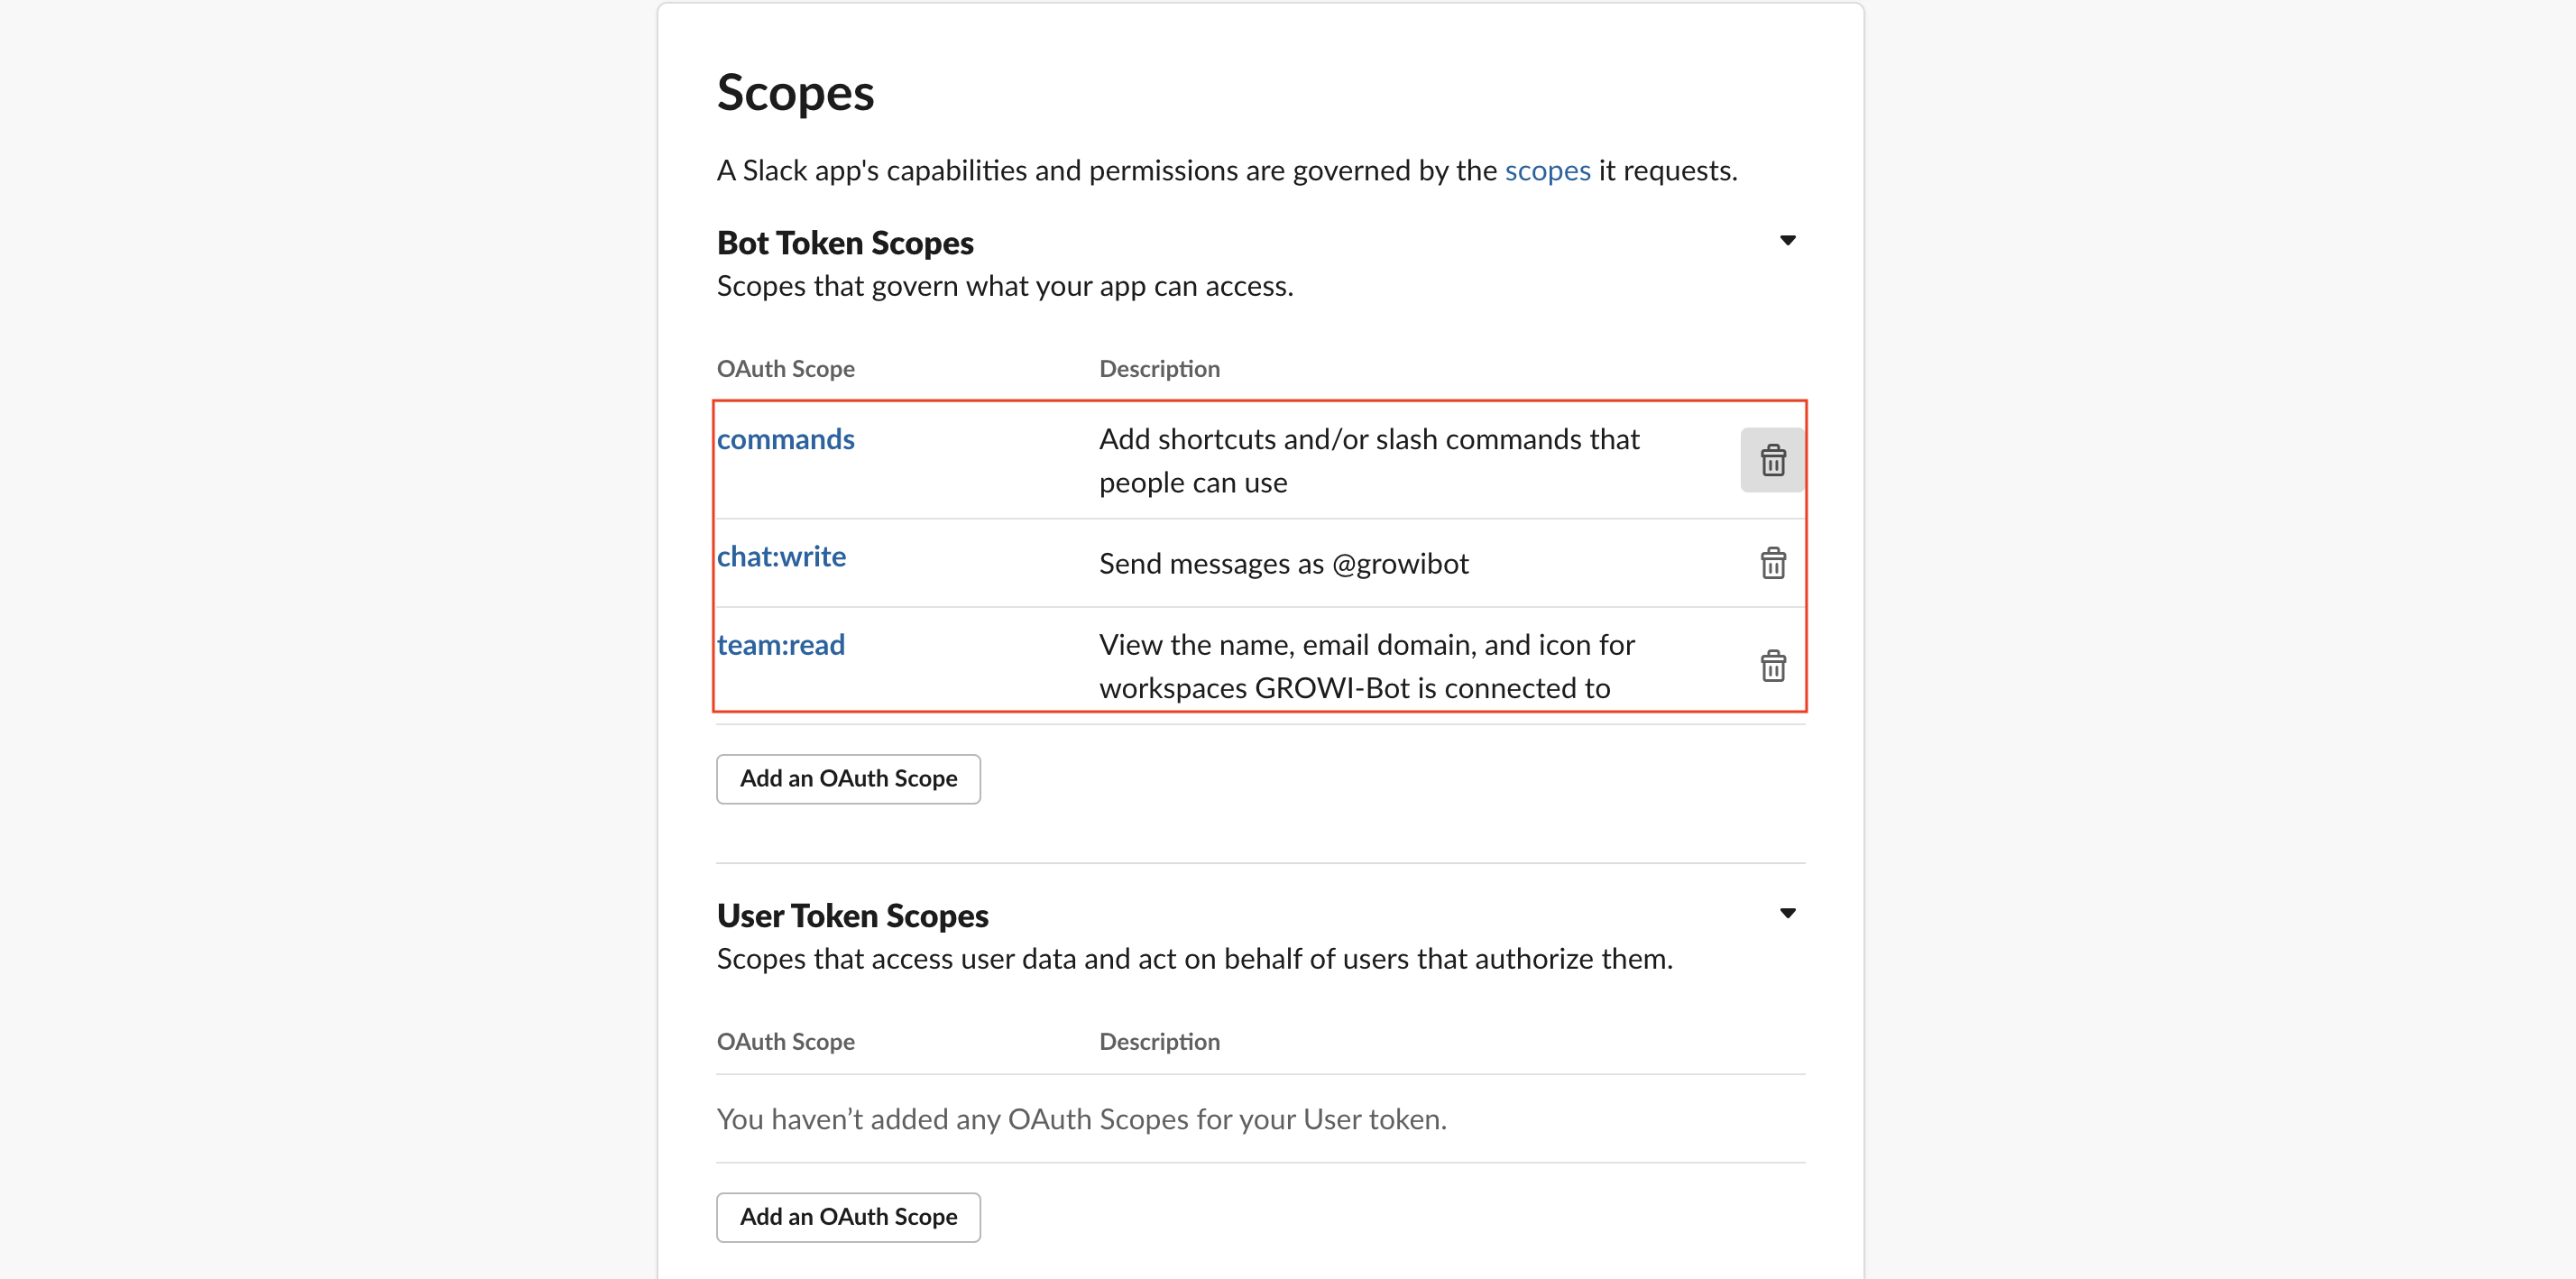 Scopes
A Slack app's capabilities and permissions are governed by the scopes it requests.
Bot Token Scopes
Scopes that govern what your app can access.
OAuth Scope Description
commands Add shortcuts and/or slash commands that
people can use
chat:write Send messages as @growibot
team:read View the name, email domain, and icon for
workspaces GROWI-Bot is connected to
Add an OAuth Scope
User Token Scopes
Scopes that access user data and act on behalf of users that authorize them.
OAuth Scope Description
You haven’t added any OAuth Scopes for your User token.
Add an OAuth Scope